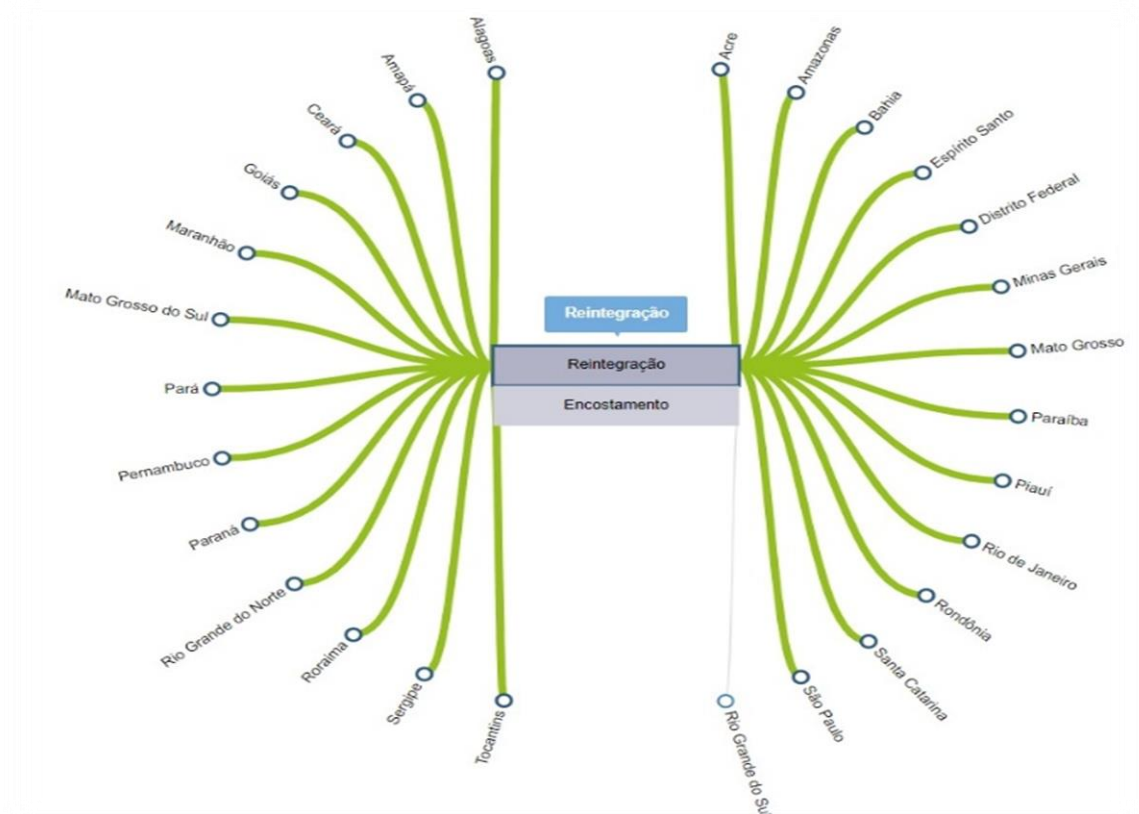 Alagoas
Amapá
Ceará
Goiás
Maranhão
Mato Grosso do Sul
Pará
Pernambuco
Paraná
Rio Grande do Norte
Roraima
Sergipe
Tocantins
Reintegração
Reintegração
Encostamento
Acre
Amazonas
Bahia
Espírito Santo
Distrito Federal
Minas Gerais
Mato Grosso
Paraíba
Piauí
Rio de Janeiro
Rondônia
Santa Catarina
São Paulo
Rio Grande do Sul